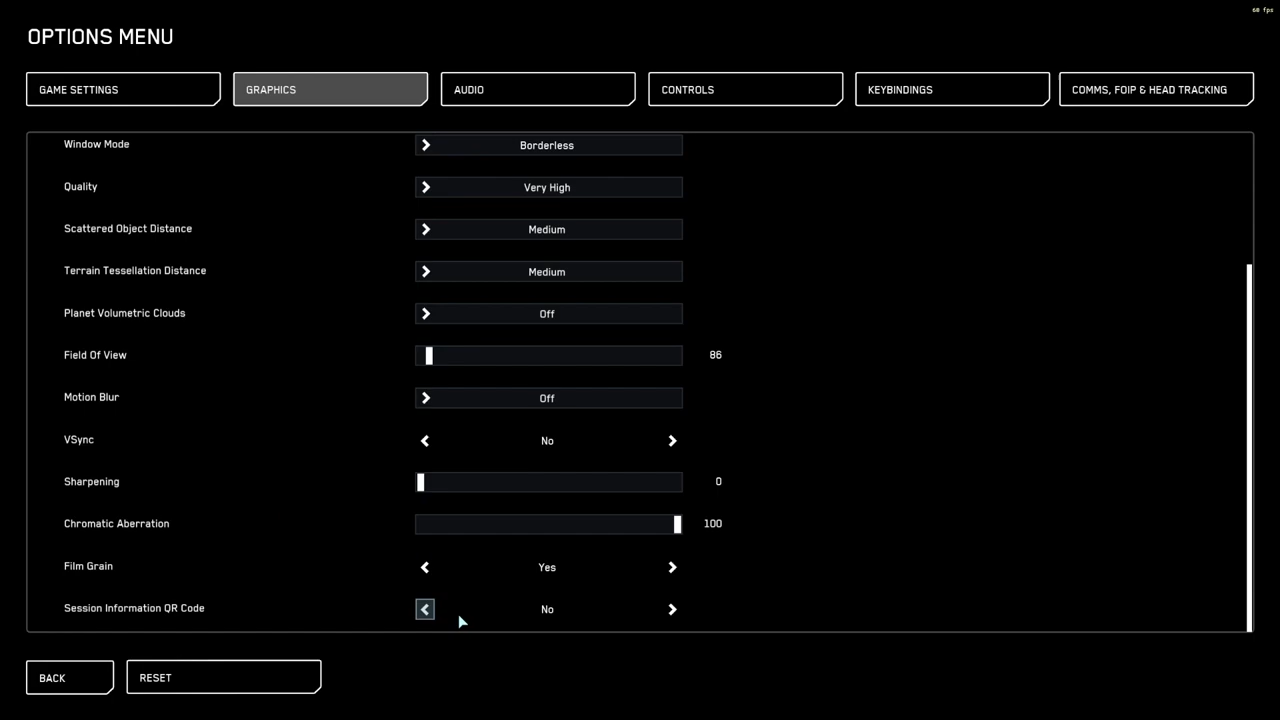 60 fps
OPTIONS MENU
GAME SETTINGS
GRAPHICS
AUDIO
CONTROLS
KEYBINDINGS
COMMS, FOIP & HEAD TRACKING
Window Mode Borderless
Quality Very High
Scattered Object Distance Medium
Terrain Tessellation Distance Medium
Planet Volumetric Clouds Off
Field Of View 86
Motion Blur Off
VSync No
Sharpening 0
Chromatic Aberration 100
Film Grain Yes
Session Information QR Code No
BACK
RESET